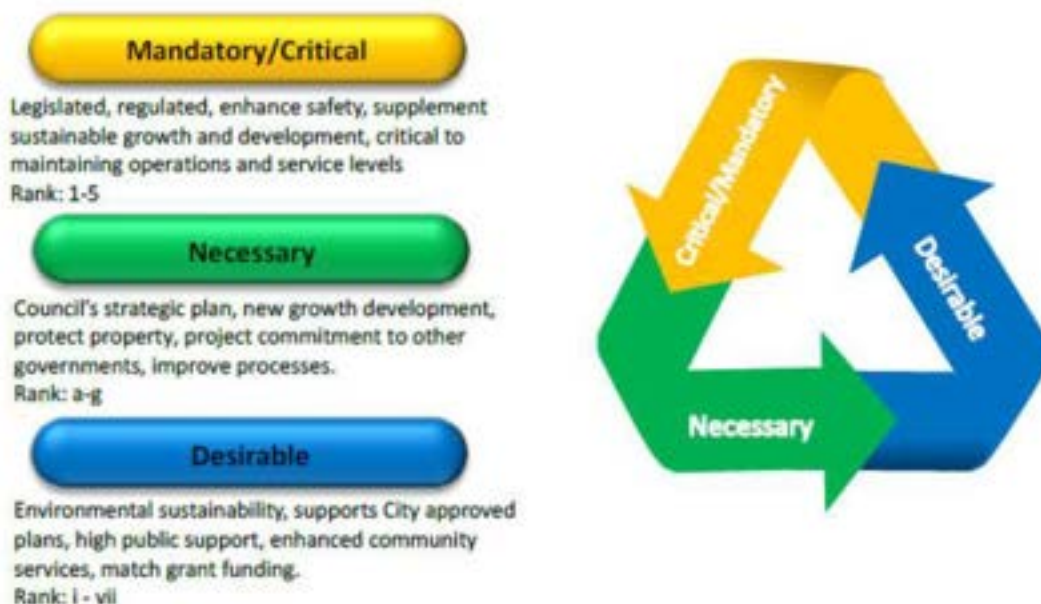 Mandatory/Critical
Legislated, regulated, enhance safety, supplement
sustainable growth and development, critical to
maintaining operations and service levels
Rank: 1-5
Necessary
Council's strategic plan, new growth development,
protect property, project commitment to other
governments, improve processes.
Rank: a-g
Desirable
Environmental sustainability, supports City approved
plans, high public support, enhanced community
services, match grant funding.
Rank: i - vii
Critical/Mandatory
Desirable
Necessary